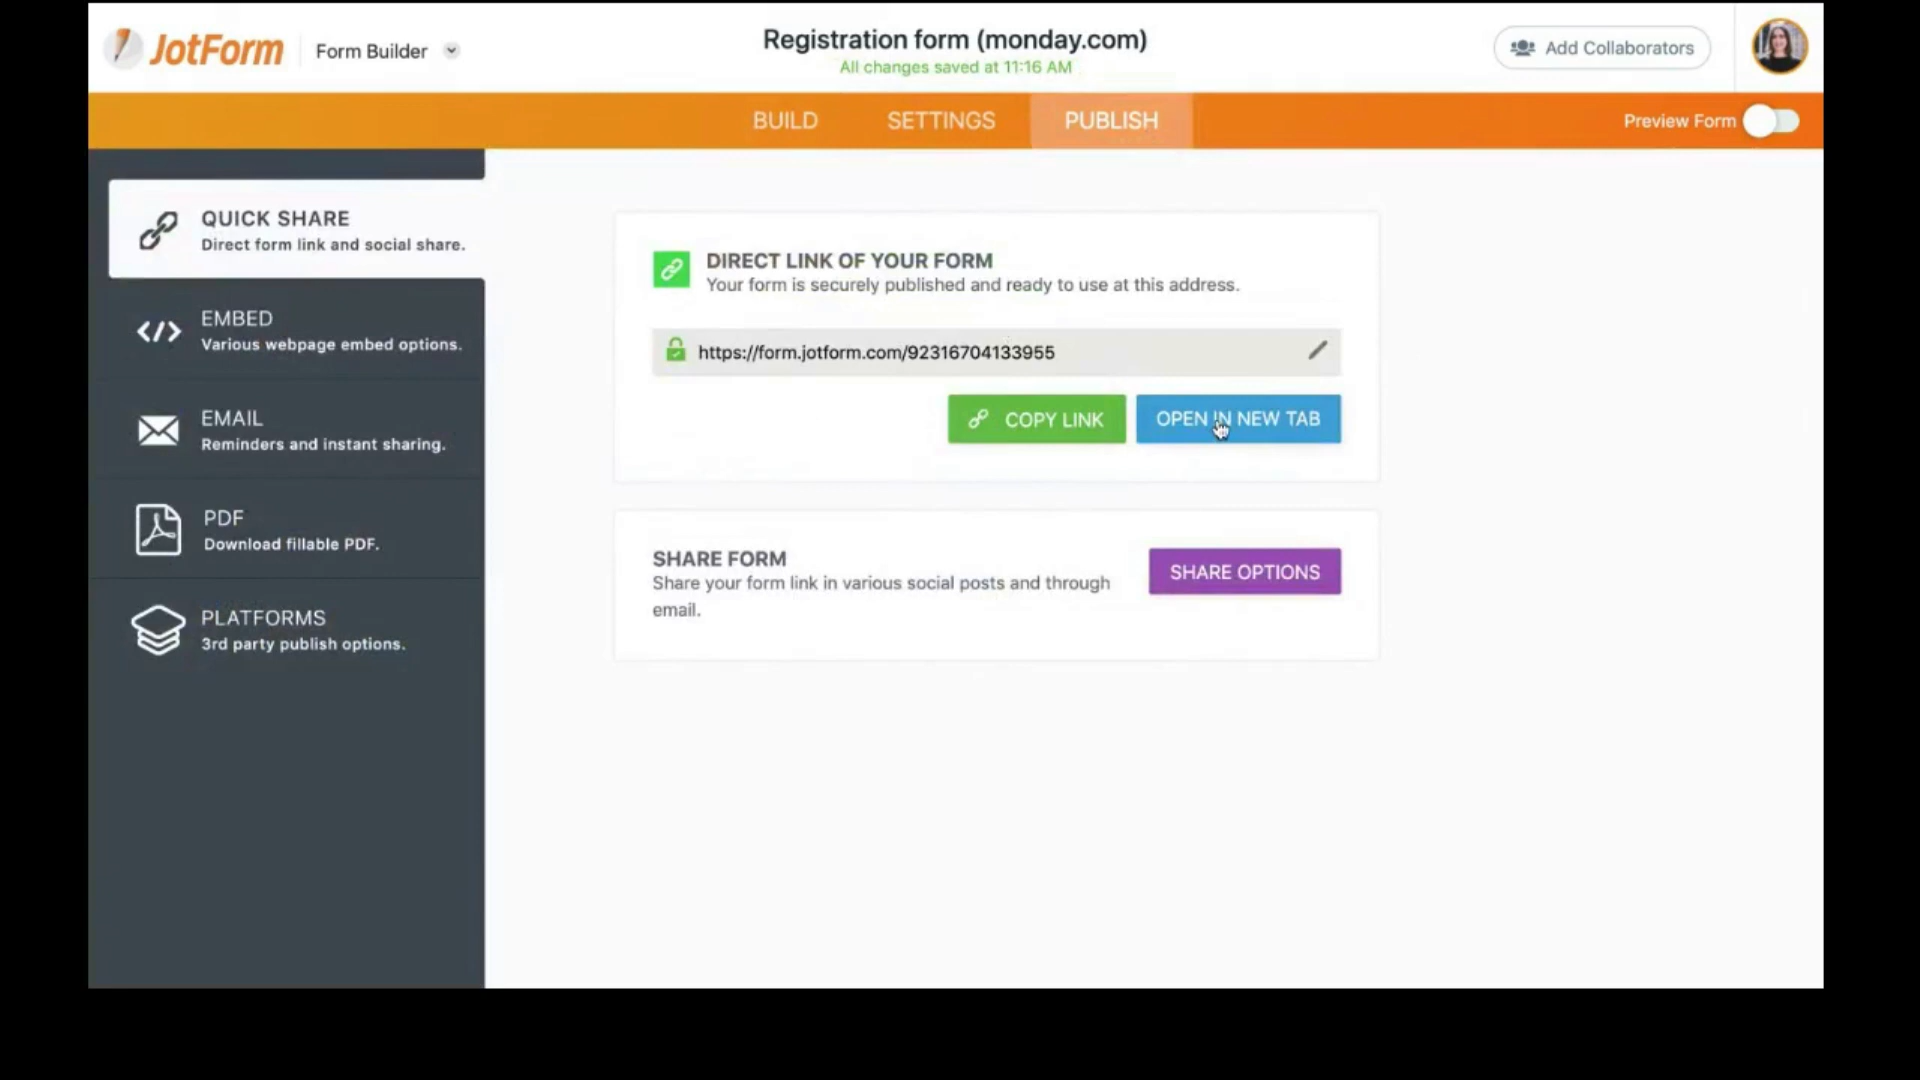 JotForm
Form Builder
Registration form (monday.com)
All changes saved at 11:16 AM
Add Collaborators
BUILD
SETTINGS
PUBLISH
Preview Form
QUICK SHARE
Direct form link and social share.
EMBED
Various webpage embed options.
EMAIL
Reminders and instant sharing.
PDF
Download fillable PDF.
PLATFORMS
3rd party publish options.
DIRECT LINK OF YOUR FORM
Your form is securely published and ready to use at this address.
https://form.jotform.com/92316704133955
COPY LINK
OPEN IN NEW TAB
SHARE FORM
Share your form link in various social posts and through
email.
SHARE OPTIONS